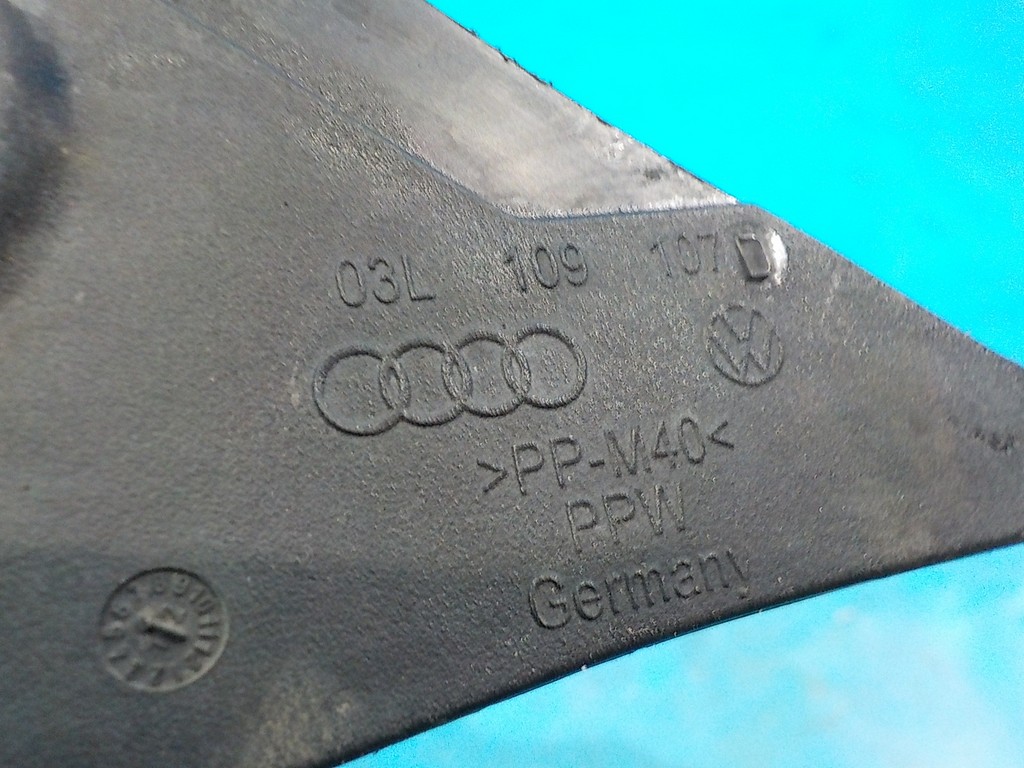 03L 109 107 D
>PP-M40<
PPW
Germany